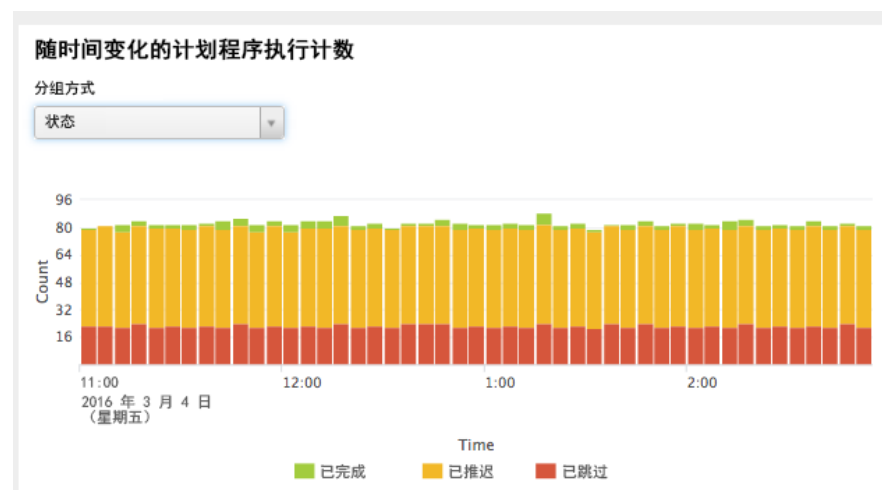 随时间变化的计划程序执行计数
分组方式
状态
96
80
64
48
32
16
Count
11:00
12:00
1:00
2:00
2016 年 3 月 4 日
（星期五）
Time
已完成
已推迟
已跳过